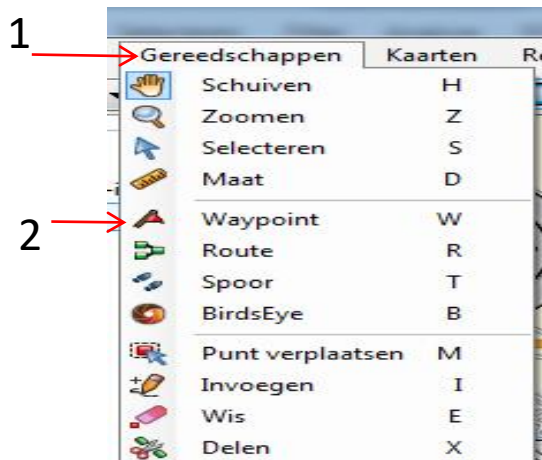 1
Gereedschappen Kaarten
Schuiven H
Zoomen Z
Selecteren S
Maat D
2
Waypoint W
Route R
Spoor T
BirdsEye B
Punt verplaatsen M
Invoegen I
Wis E
Delen X